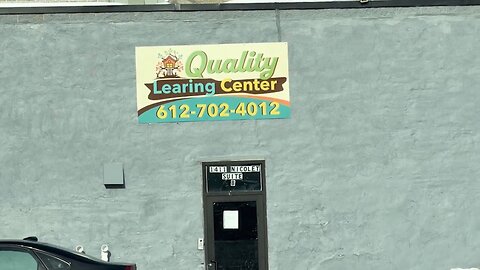 Quality
Learing Center
612-702-4012
1411 NICOLET
SUITE
B